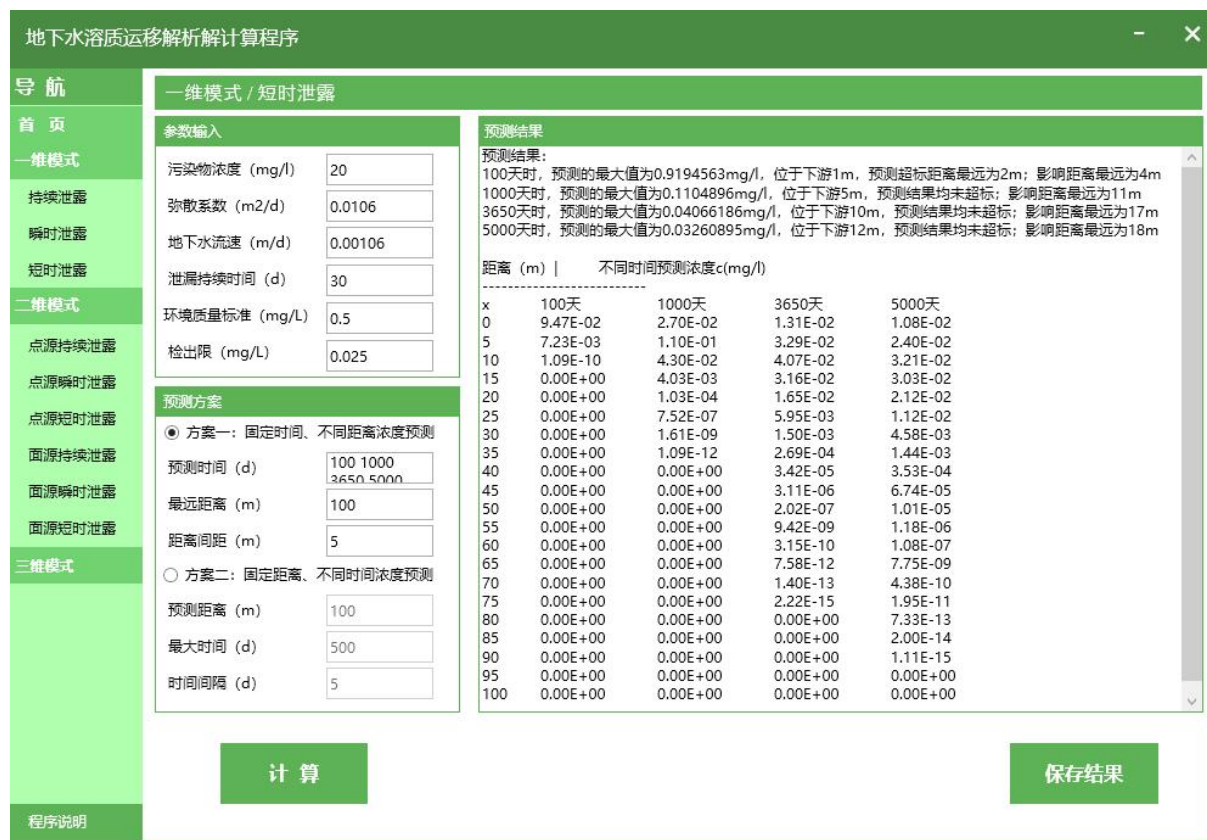 地下水溶质运移解析解计算程序
导 航
首 页
一维模式
持续泄露
瞬时泄露
短时泄露
二维模式
点源持续泄露
点源瞬时泄露
点源短时泄露
面源持续泄露
面源瞬时泄露
面源短时泄露
三维模式
程序说明
一维模式 / 短时泄露
参数输入
污染物浓度（mg/l） 20
弥散系数（m2/d） 0.0106
地下水流速（m/d） 0.00106
泄漏持续时间（d） 30
环境质量标准（mg/L） 0.5
检出限（mg/L） 0.025
预测方案
方案一：固定时间、不同距离浓度预测
预测时间（d） 100 1000
3650 5000
最远距离（m） 100
距离间距（m） 5
方案二：固定距离、不同时间浓度预测
预测距离（m） 100
最大时间（d） 500
时间间隔（d） 5
计 算
预测结果
预测结果：
100天时，预测的最大值为0.9194563mg/l，位于下游1m，预测超标距离最远为2m；影响距离最远为4m
1000天时，预测的最大值为0.1104896mg/l，位于下游5m，预测结果均未超标；影响距离最远为11m
3650天时，预测的最大值为0.04066186mg/l，位于下游10m，预测结果均未超标；影响距离最远为17m
5000天时，预测的最大值为0.03260895mg/l，位于下游12m，预测结果均未超标；影响距离最远为18m
距离（m）| 不同时间预测浓度c(mg/l)
--------------------------
x 100天 1000天 3650天 5000天
0 9.47E-02 2.70E-02 1.31E-02 1.08E-02
5 7.23E-03 1.10E-01 3.29E-02 2.40E-02
10 1.09E-10 4.30E-02 4.07E-02 3.21E-02
15 0.00E+00 4.03E-03 3.16E-02 3.03E-02
20 0.00E+00 1.03E-04 1.65E-02 2.12E-02
25 0.00E+00 7.52E-07 5.95E-03 1.12E-02
30 0.00E+00 1.61E-09 1.50E-03 4.58E-03
35 0.00E+00 1.09E-12 2.69E-04 1.44E-03
40 0.00E+00 0.00E+00 3.42E-05 3.53E-04
45 0.00E+00 0.00E+00 3.11E-06 6.74E-05
50 0.00E+00 0.00E+00 2.02E-07 1.01E-05
55 0.00E+00 0.00E+00 9.42E-09 1.18E-06
60 0.00E+00 0.00E+00 3.15E-10 1.08E-07
65 0.00E+00 0.00E+00 7.58E-12 7.75E-09
70 0.00E+00 0.00E+00 1.40E-13 4.38E-10
75 0.00E+00 0.00E+00 2.22E-15 1.95E-11
80 0.00E+00 0.00E+00 0.00E+00 7.33E-13
85 0.00E+00 0.00E+00 0.00E+00 2.00E-14
90 0.00E+00 0.00E+00 0.00E+00 1.11E-15
95 0.00E+00 0.00E+00 0.00E+00 0.00E+00
100 0.00E+00 0.00E+00 0.00E+00 0.00E+00
保存结果